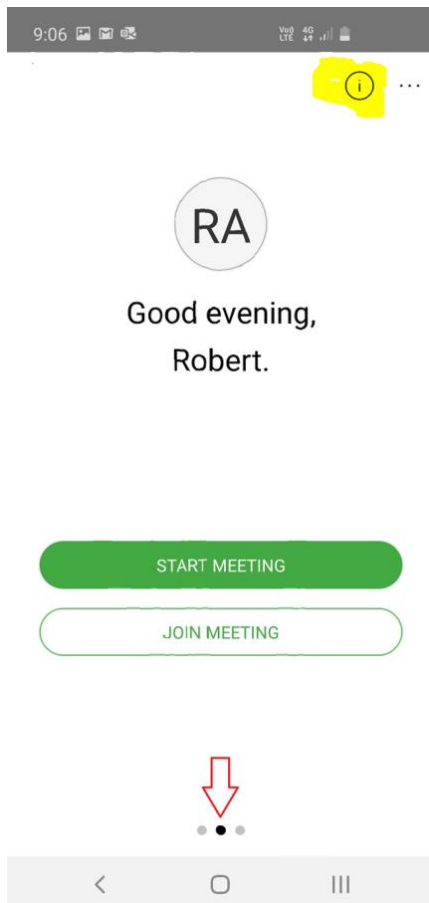 9:06 Vo) 4G
LTE
i ...
RA
Good evening,
Robert.
START MEETING
JOIN MEETING